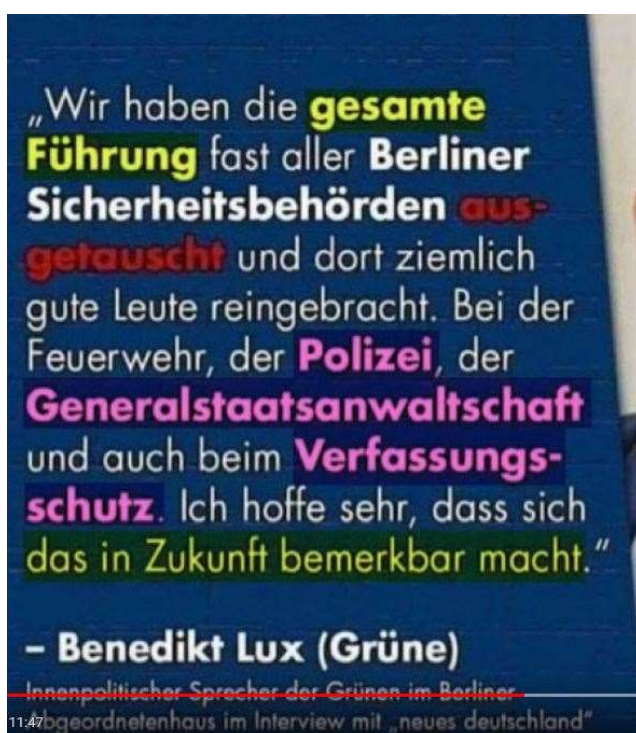 „Wir haben die gesamte
Führung fast aller Berliner
Sicherheitsbehörden aus-
getauscht und dort ziemlich
gute Leute reingebracht. Bei der
Feuerwehr, der Polizei, der
Generalstaatsanwaltschaft
und auch beim Verfassungs-
schutz. Ich hoffe sehr, dass sich
das in Zukunft bemerkbar macht.“
– Benedikt Lux (Grüne)
Innenpolitischer Sprecher der Grünen im Berliner
11:47 Abgeordnetenhaus im Interview mit „neues deutschland“